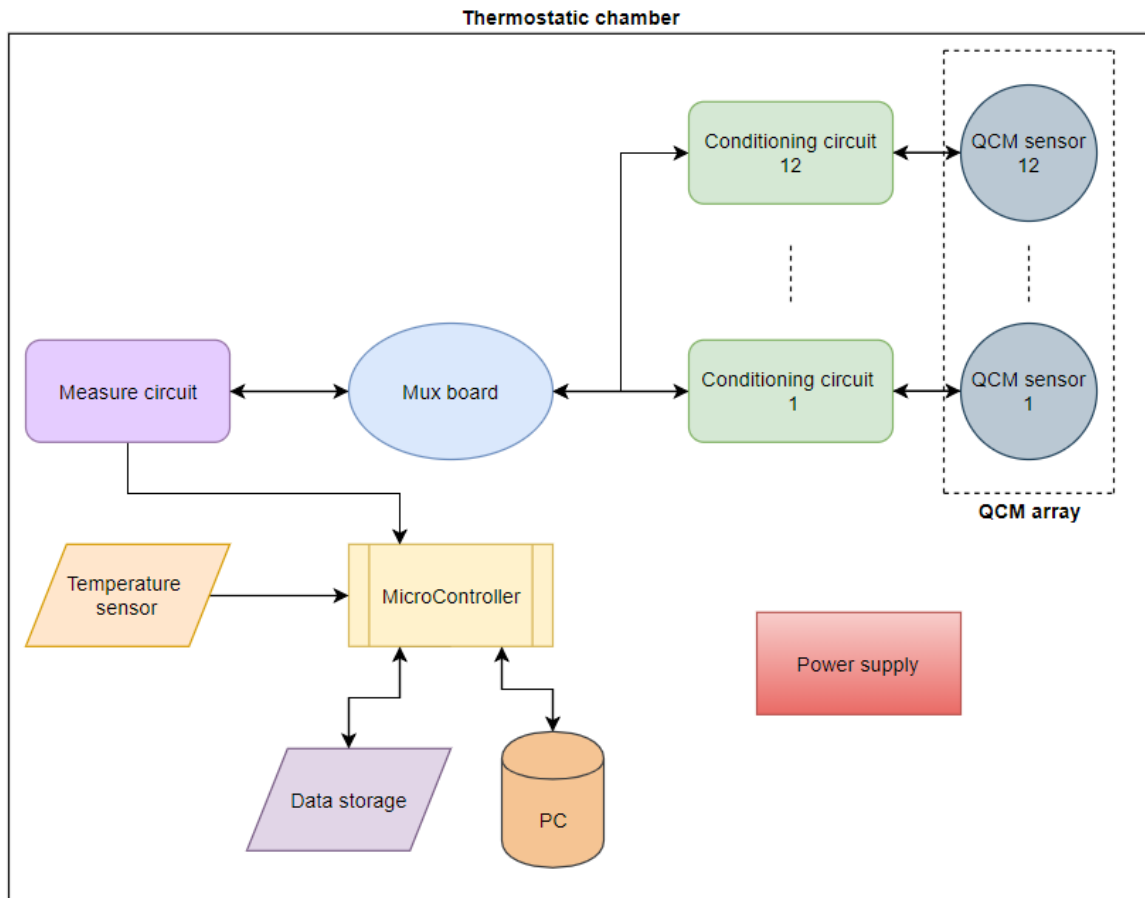 Thermostatic chamber
Conditioning circuit
12
QCM sensor
12
Measure circuit
Mux board
Conditioning circuit
1
QCM sensor
1
QCM array
Temperature
sensor
MicroController
Power supply
Data storage
PC